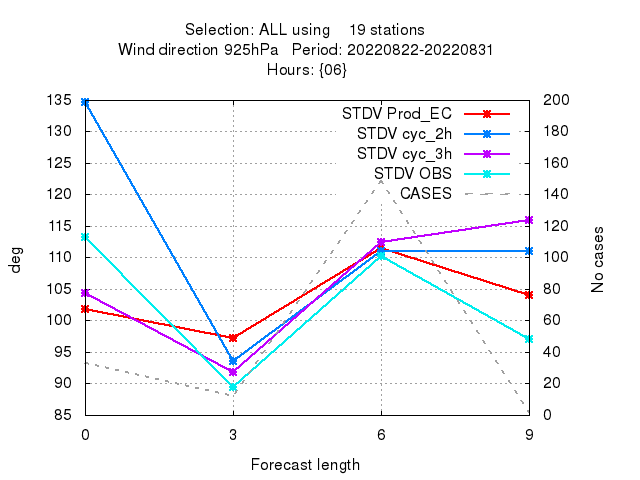 Selection: ALL using    19 stations
Wind direction 925hPa   Period: 20220822-20220831
Hours: {06}
STDV Prod_EC
STDV cyc_2h
STDV cyc_3h
STDV OBS
CASES
135
130
125
120
115
110
105
100
95
90
85
deg
200
180
160
140
120
100
80
60
40
20
0
No cases
0 3 6 9
Forecast length